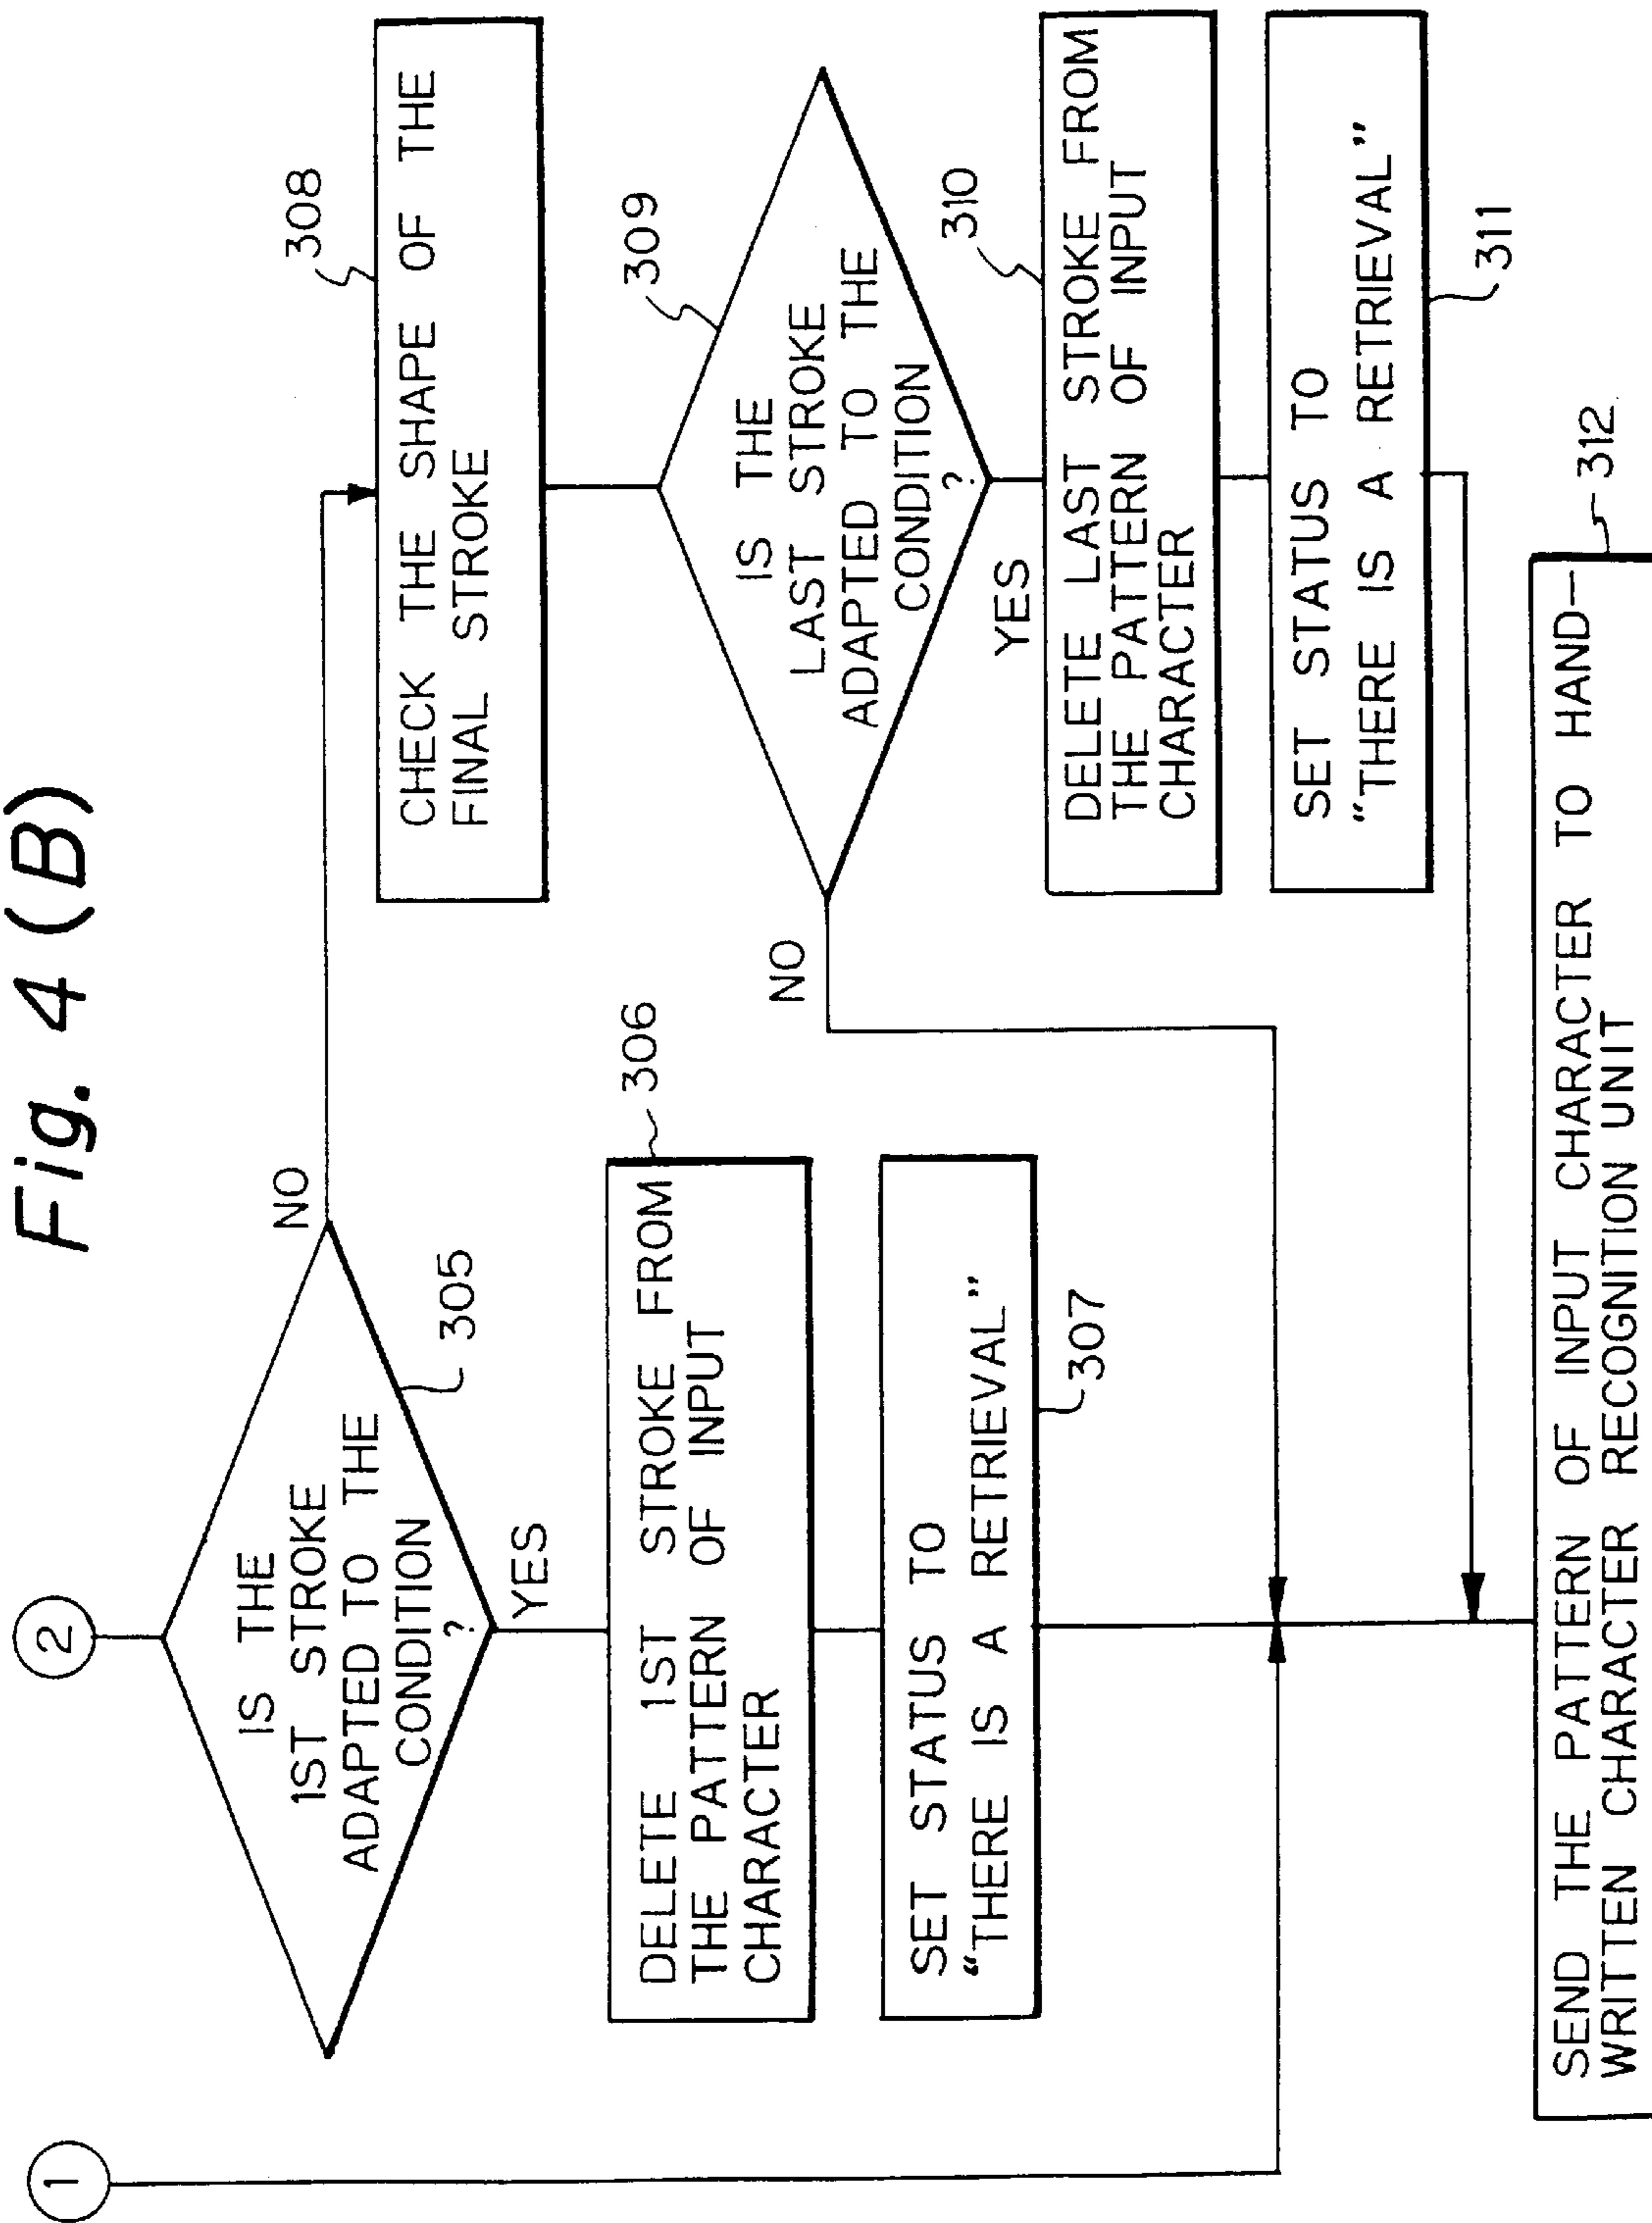 Fig. 4 (B)
1
2
IS THE
1ST STROKE
ADAPTED TO THE
CONDITION
?
NO
305
YES
DELETE 1ST STROKE FROM
THE PATTERN OF INPUT
CHARACTER
306
SET STATUS TO
“THERE IS A RETRIEVAL”
307
308
CHECK THE SHAPE OF THE
FINAL STROKE
309
IS THE
LAST STROKE
ADAPTED TO THE
CONDITION
?
NO
YES
310
DELETE LAST STROKE FROM
THE PATTERN OF INPUT
CHARACTER
SET STATUS TO
“THERE IS A RETRIEVAL”
311
312
SEND THE PATTERN OF INPUT CHARACTER TO HAND-
WRITTEN CHARACTER RECOGNITION UNIT